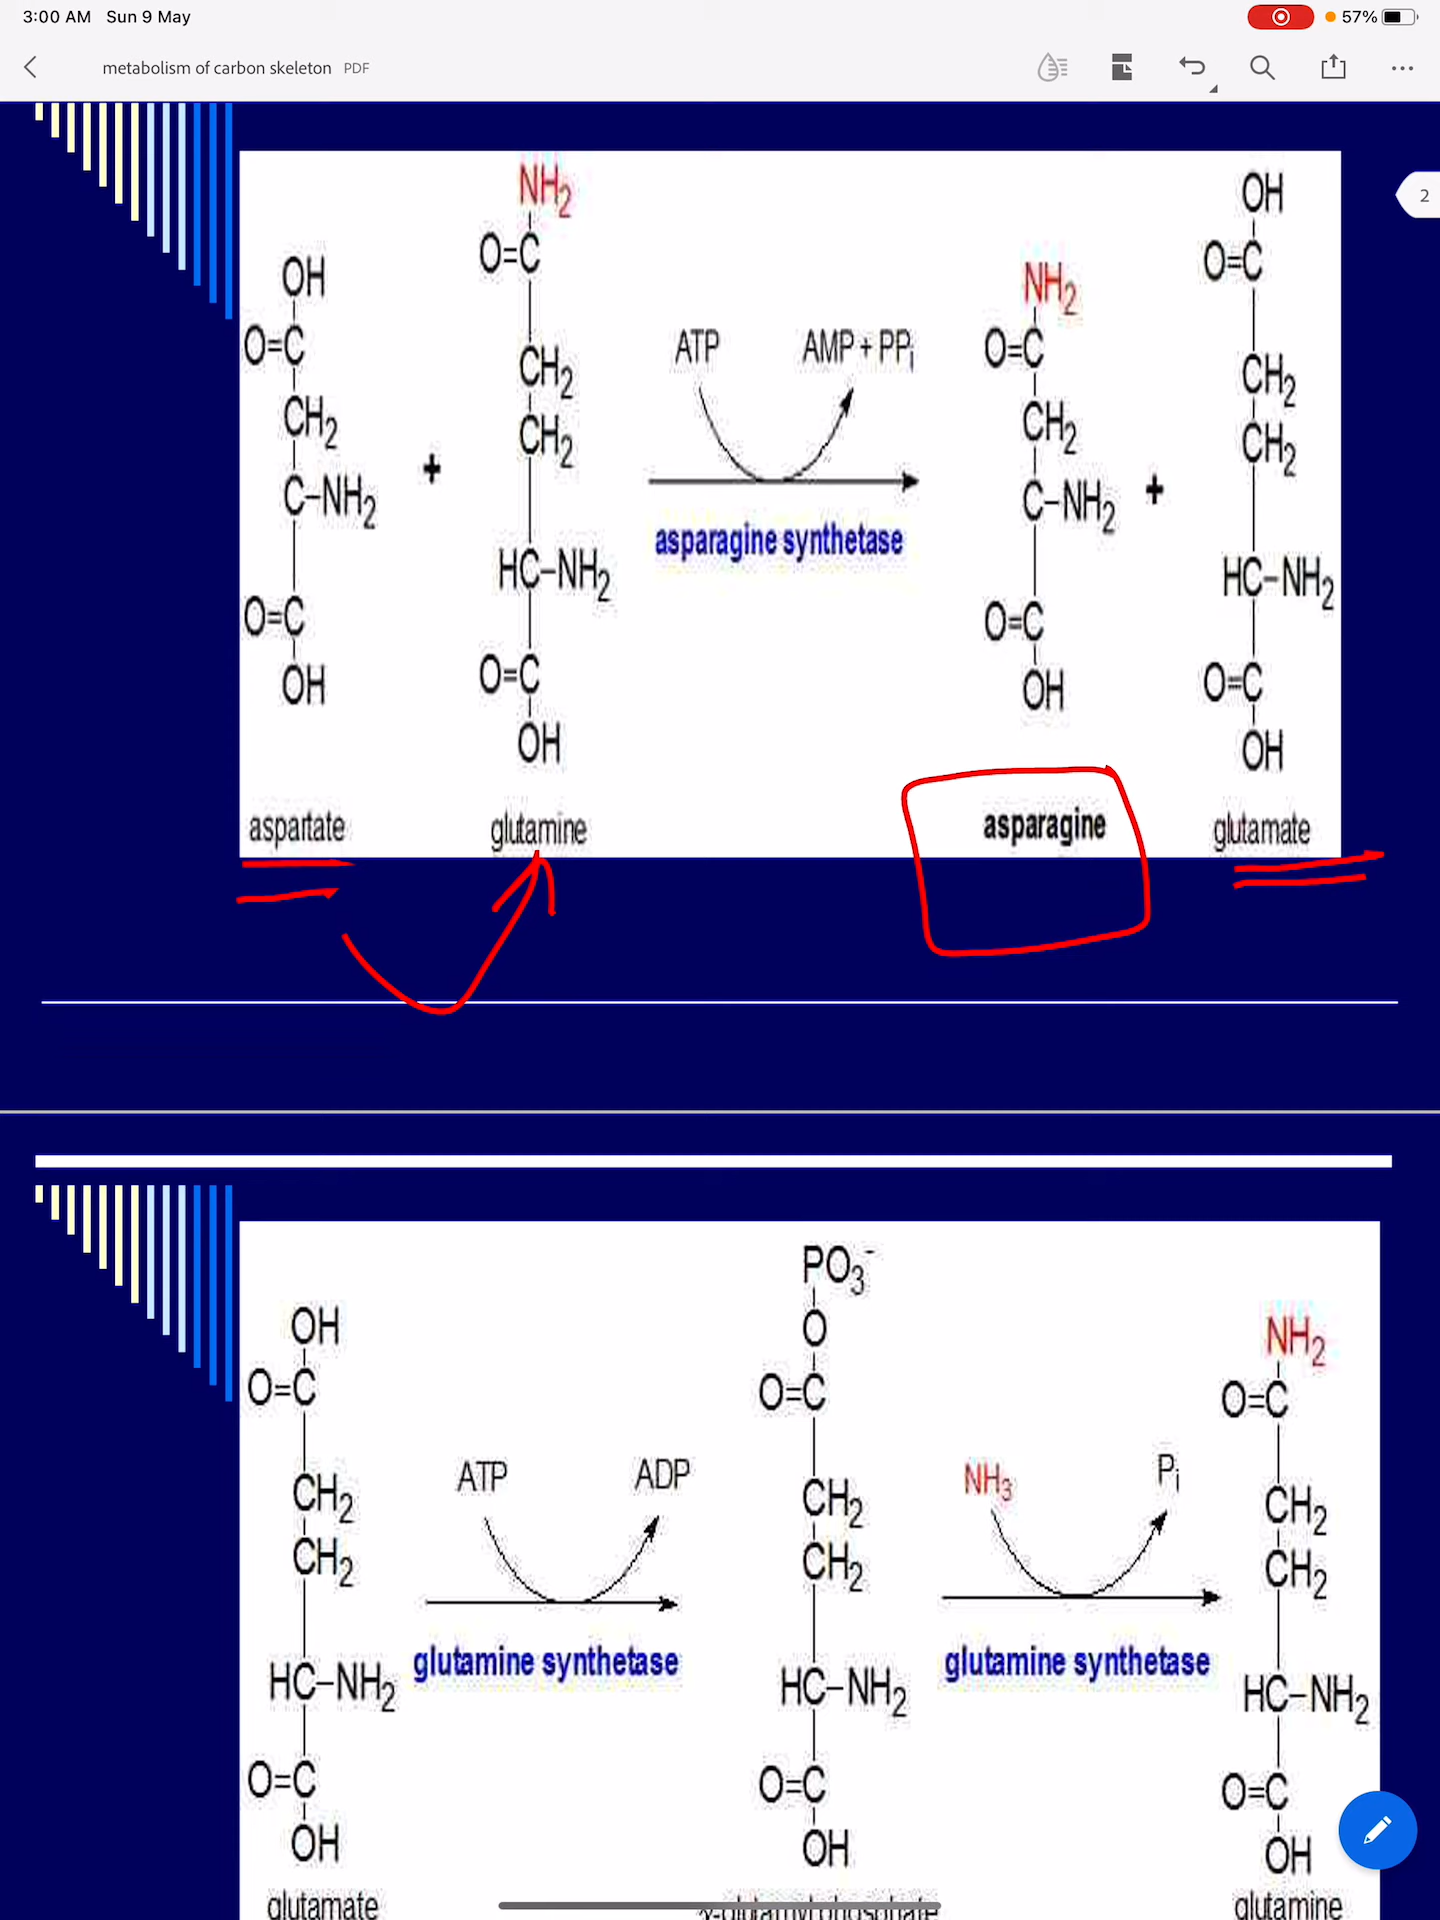 3:00 AM Sun 9 May
57%
metabolism of carbon skeleton PDF
2
NH2
OH
O=C
OH
NH2
O=C
O=C
CH2
ATP
AMP + PPi
O=C
CH2
CH2
CH2
CH2
CH2
C-NH2
+
C-NH2
+
asparagine synthetase
HC-NH2
HC-NH2
O=C
O=C
O=C
O=C
OH
OH
OH
OH
aspartate
glutamine
asparagine
glutamate
PO3-
OH
O
NH2
O=C
O=C
O=C
ATP
ADP
NH3
Pi
CH2
CH2
CH2
CH2
CH2
CH2
glutamine synthetase
glutamine synthetase
HC-NH2
HC-NH2
HC-NH2
O=C
O=C
O=C
OH
OH
OH
glutamate
glutamine